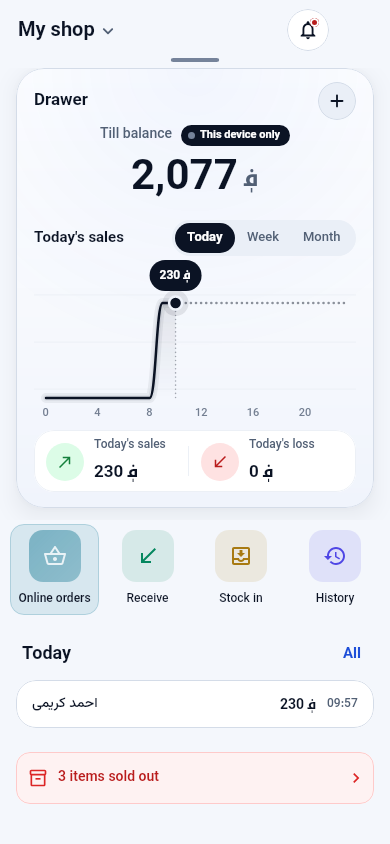 My shop
Drawer
Till balance
This device only
2,077 ؋
Today's sales
Today
Week
Month
230 ؋
0 4 8 12 16 20
Today's sales
230 ؋
Today's loss
0 ؋
Online orders
Receive
Stock in
History
Today
All
احمد کریمی
230 ؋
09:57
3 items sold out